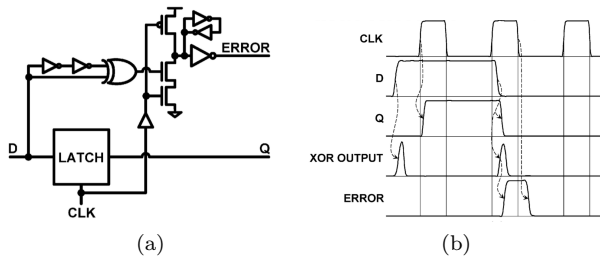 ERROR
D
LATCH
Q
CLK
(a)
CLK
D
Q
XOR OUTPUT
ERROR
(b)